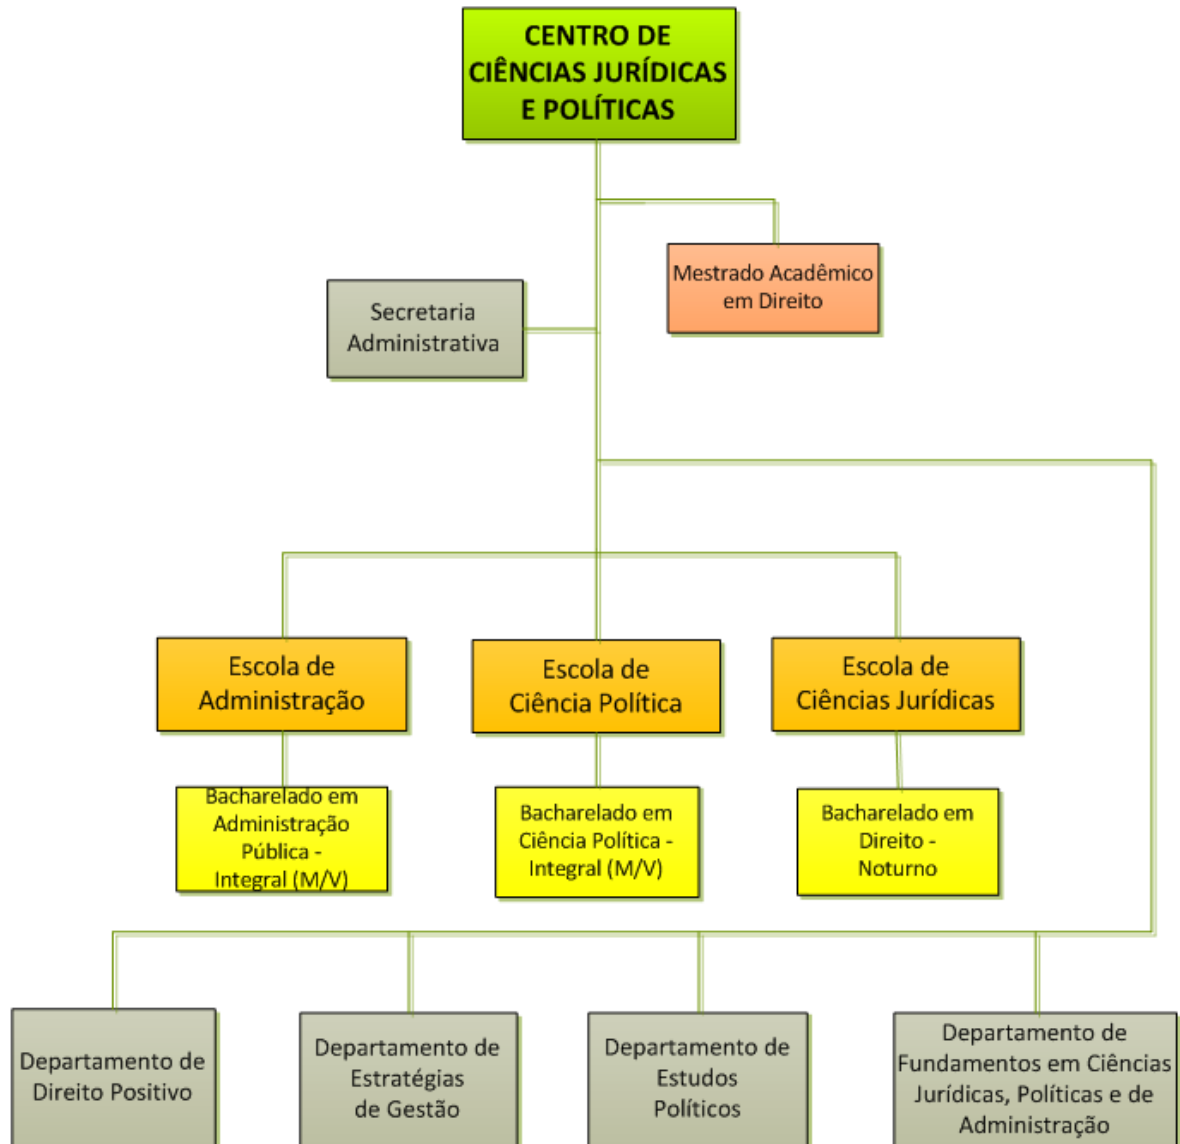 CENTRO DE
CIÊNCIAS JURÍDICAS
E POLÍTICAS
Mestrado Acadêmico
em Direito
Secretaria
Administrativa
Escola de
Administração
Escola de
Ciência Política
Escola de
Ciências Jurídicas
Bacharelado em
Administração
Pública -
Integral (M/V)
Bacharelado em
Ciência Política -
Integral (M/V)
Bacharelado em
Direito -
Noturno
Departamento de
Direito Positivo
Departamento de
Estratégias
de Gestão
Departamento de
Estudos
Políticos
Departamento de
Fundamentos em Ciências
Jurídicas, Políticas e de
Administração